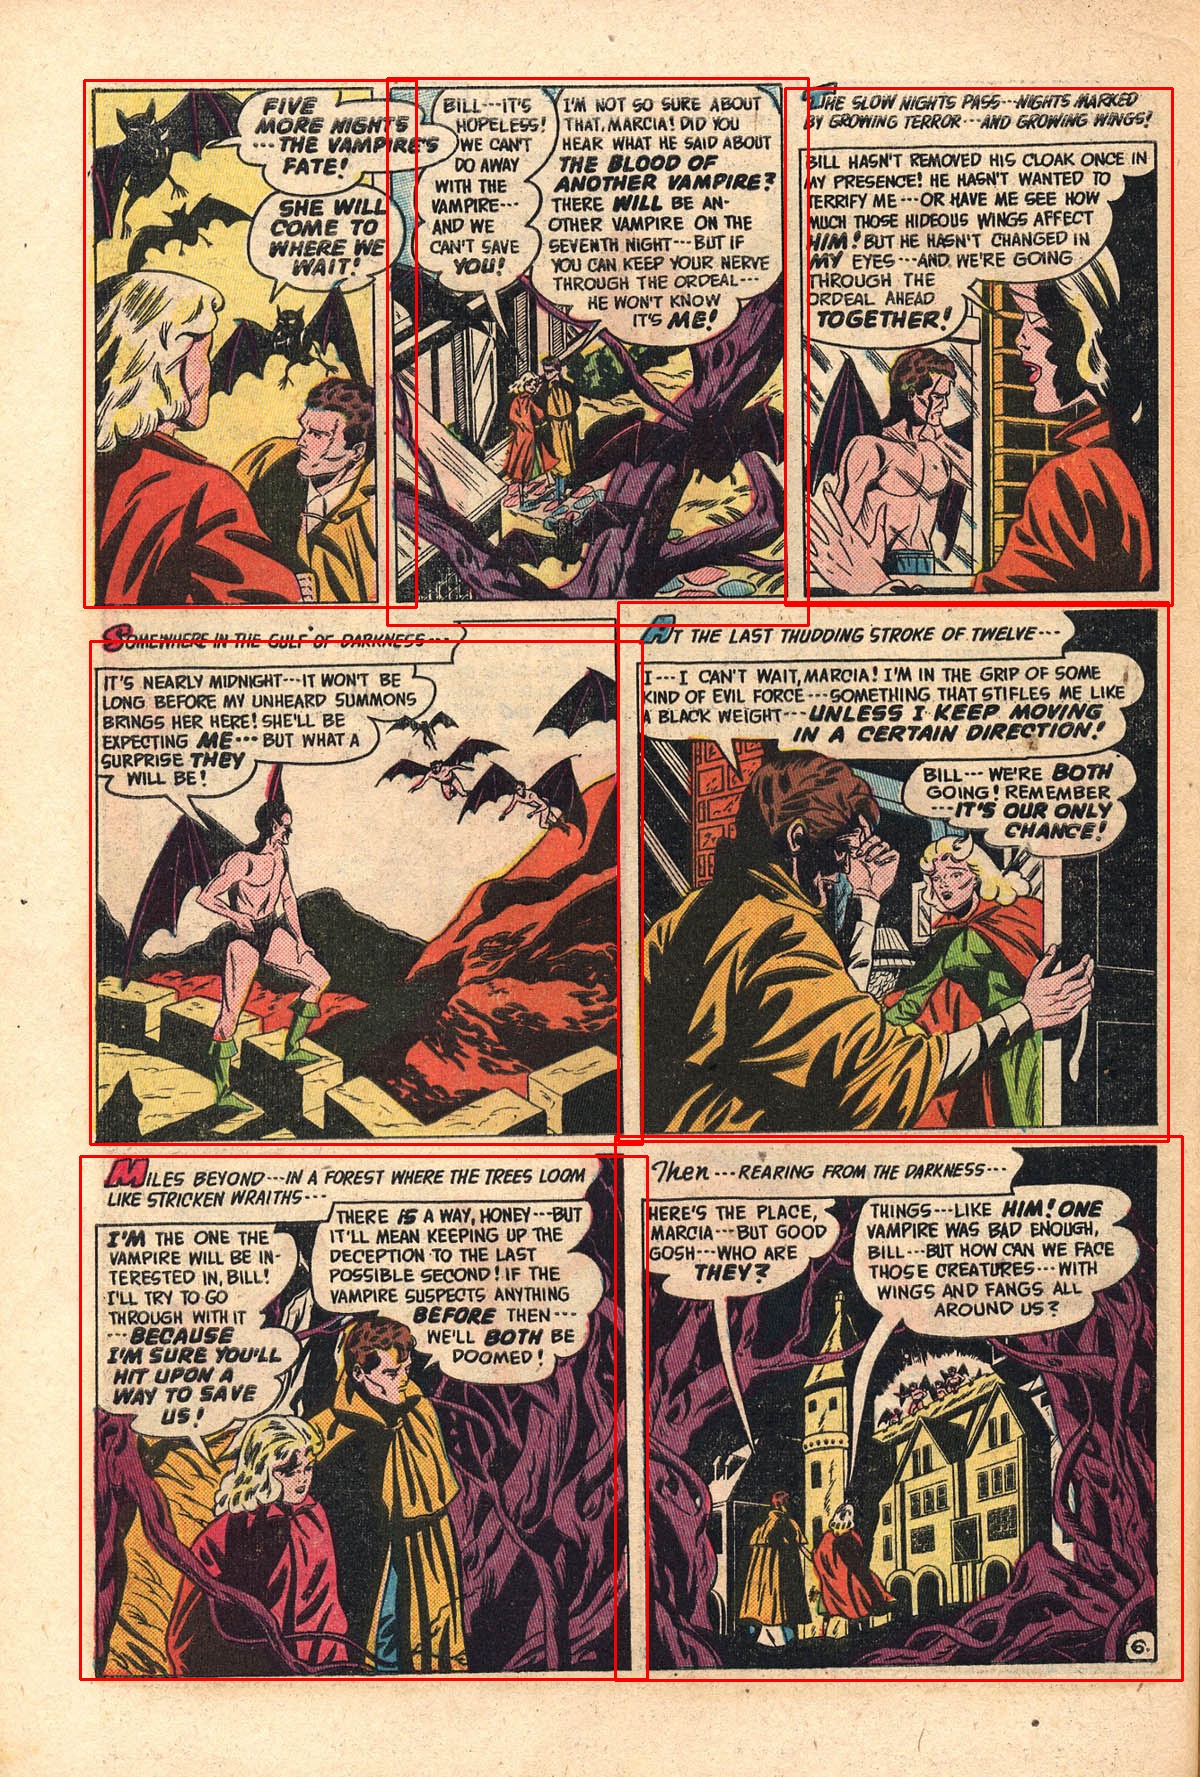 FIVE
MORE NIGHTS
---THE VAMPIRE'S
FATE!
SHE WILL
COME TO
WHERE WE
WAIT!
BILL---IT'S
HOPELESS!
WE CAN'T
DO AWAY
WITH THE
VAMPIRE---
AND WE
CAN'T SAVE
YOU!
I'M NOT SO SURE ABOUT
THAT, MARCIA! DID YOU
HEAR WHAT HE SAID ABOUT
THE BLOOD OF
ANOTHER VAMPIRE?
THERE WILL BE AN-
OTHER VAMPIRE ON THE
SEVENTH NIGHT---BUT IF
YOU CAN KEEP YOUR NERVE
THROUGH THE ORDEAL---
HE WON'T KNOW
IT'S ME!
THE SLOW NIGHTS PASS---NIGHTS MARKED
BY GROWING TERROR---AND GROWING WINGS!
BILL HASN'T REMOVED HIS CLOAK ONCE IN
MY PRESENCE! HE HASN'T WANTED TO
TERRIFY ME---OR HAVE ME SEE HOW
MUCH THOSE HIDEOUS WINGS AFFECT
HIM! BUT HE HASN'T CHANGED IN
MY EYES---AND WE'RE GOING
THROUGH THE
ORDEAL AHEAD
TOGETHER!
SOMEWHERE IN THE GULF OF DARKNESS---
IT'S NEARLY MIDNIGHT---IT WON'T BE
LONG BEFORE MY UNHEARD SUMMONS
BRINGS HER HERE! SHE'LL BE
EXPECTING ME---BUT WHAT A
SURPRISE THEY
WILL BE!
AT THE LAST THUDDING STROKE OF TWELVE---
I---I CAN'T WAIT, MARCIA! I'M IN THE GRIP OF SOME
KIND OF EVIL FORCE---SOMETHING THAT STIFLES ME LIKE
A BLACK WEIGHT---UNLESS I KEEP MOVING
IN A CERTAIN DIRECTION!
BILL---WE'RE BOTH
GOING! REMEMBER
---IT'S OUR ONLY
CHANCE!
MILES BEYOND---IN A FOREST WHERE THE TREES LOOM
LIKE STRICKEN WRAITHS---
I'M THE ONE THE
VAMPIRE WILL BE IN-
TERESTED IN, BILL!
I'LL TRY TO GO
THROUGH WITH IT
---BECAUSE
I'M SURE YOU'LL
HIT UPON A
WAY TO SAVE
US!
THERE IS A WAY, HONEY---BUT
IT'LL MEAN KEEPING UP THE
DECEPTION TO THE LAST
POSSIBLE SECOND! IF THE
VAMPIRE SUSPECTS ANYTHING
BEFORE THEN---
WE'LL BOTH BE
DOOMED!
Then---REARING FROM THE DARKNESS---
HERE'S THE PLACE,
MARCIA---BUT GOOD
GOSH---WHO ARE
THEY?
THINGS---LIKE HIM! ONE
VAMPIRE WAS BAD ENOUGH,
BILL---BUT HOW CAN WE FACE
THOSE CREATURES---WITH
WINGS AND FANGS ALL
AROUND US?
6.